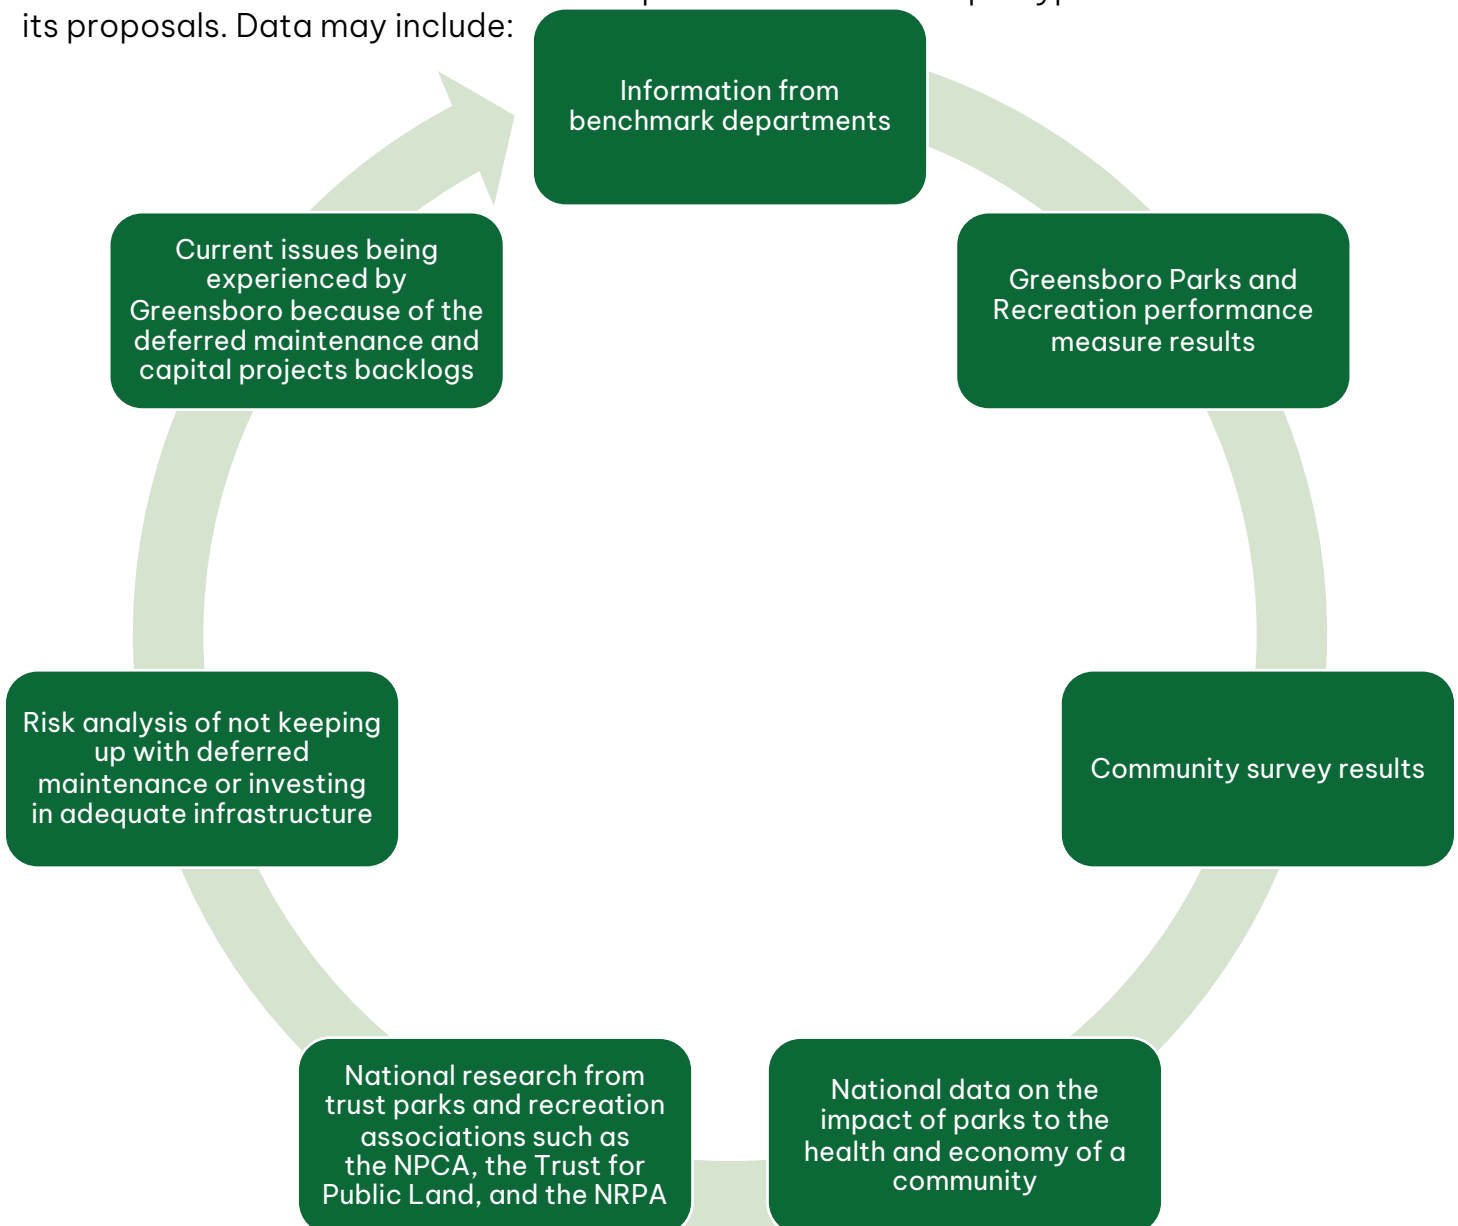 its proposals. Data may include:
Information from
benchmark departments
Greensboro Parks and
Recreation performance
measure results
Community survey results
National data on the
impact of parks to the
health and economy of a
community
National research from
trust parks and recreation
associations such as
the NPCA, the Trust for
Public Land, and the NRPA
Risk analysis of not keeping
up with deferred
maintenance or investing
in adequate infrastructure
Current issues being
experienced by
Greensboro because of the
deferred maintenance and
capital projects backlogs